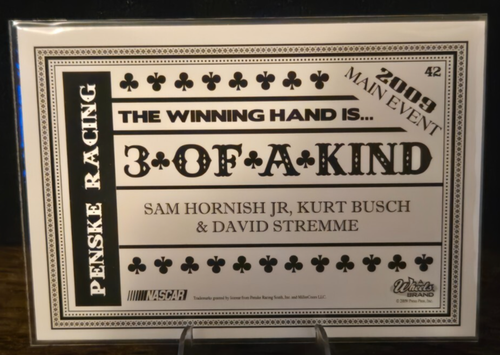 PENSKE RACING
2009
MAIN EVENT
42
THE WINNING HAND IS...
3 OF A KIND
SAM HORNISH JR, KURT BUSCH
& DAVID STREMME
NASCAR
Wheels
BRAND